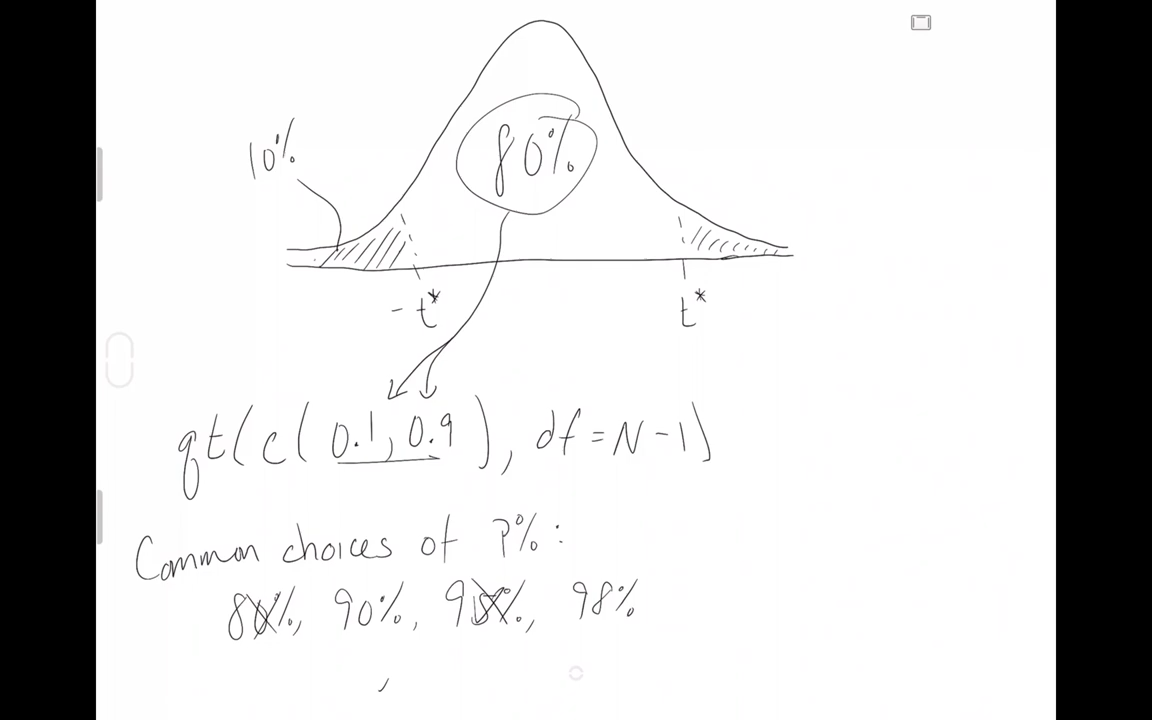 10%
80%
- t*
t*
qt(c(0.1, 0.9), df=N-1)
Common choices of P%:
80%, 90%, 95%, 98%
,